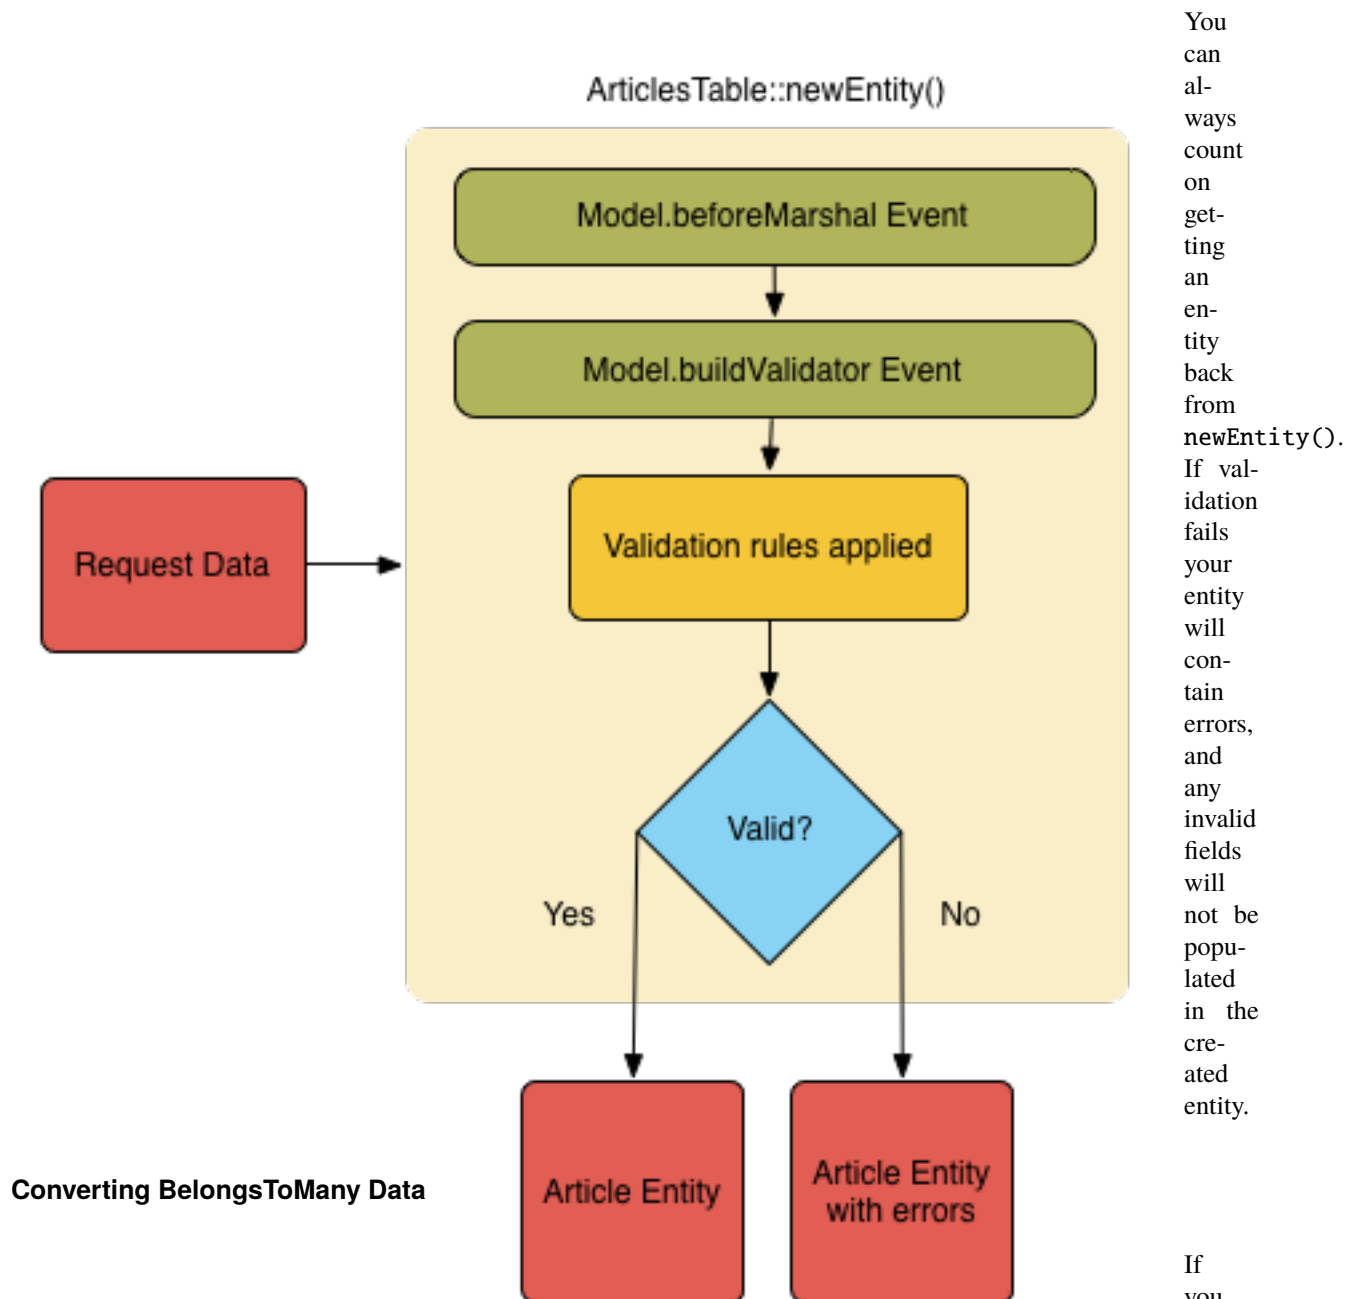 ArticlesTable::newEntity()
Model.beforeMarshal Event
Model.buildValidator Event
Request Data
Validation rules applied
Valid?
Yes
No
Article Entity
Article Entity
with errors
You
can
al-
ways
count
on
get-
ting
an
en-
tity
back
from
newEntity().
If val-
idation
fails
your
entity
will
con-
tain
errors,
and
any
invalid
fields
will
not be
popu-
lated
in the
cre-
ated
entity.
Converting BelongsToMany Data
If
you